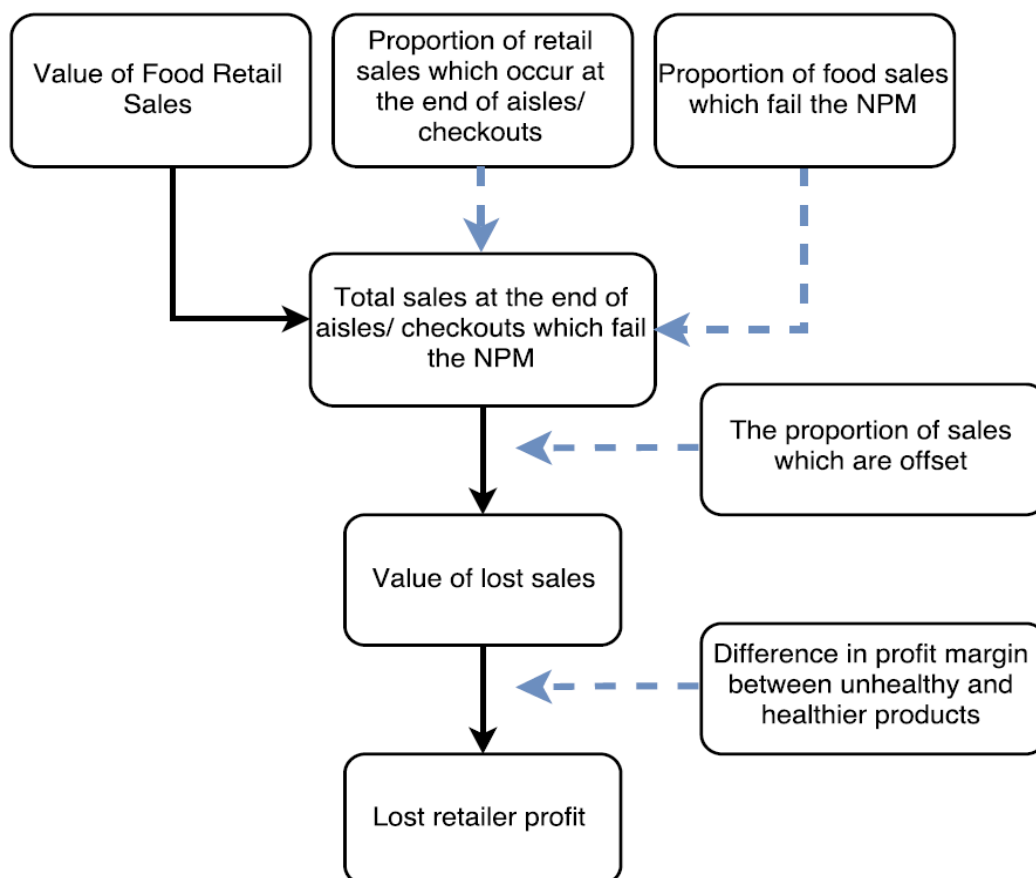 Value of Food Retail
Sales
Proportion of retail
sales which occur at
the end of aisles/
checkouts
Proportion of food sales
which fail the NPM
Total sales at the end of
aisles/ checkouts which fail
the NPM
The proportion of sales
which are offset
Value of lost sales
Difference in profit margin
between unhealthy and
healthier products
Lost retailer profit